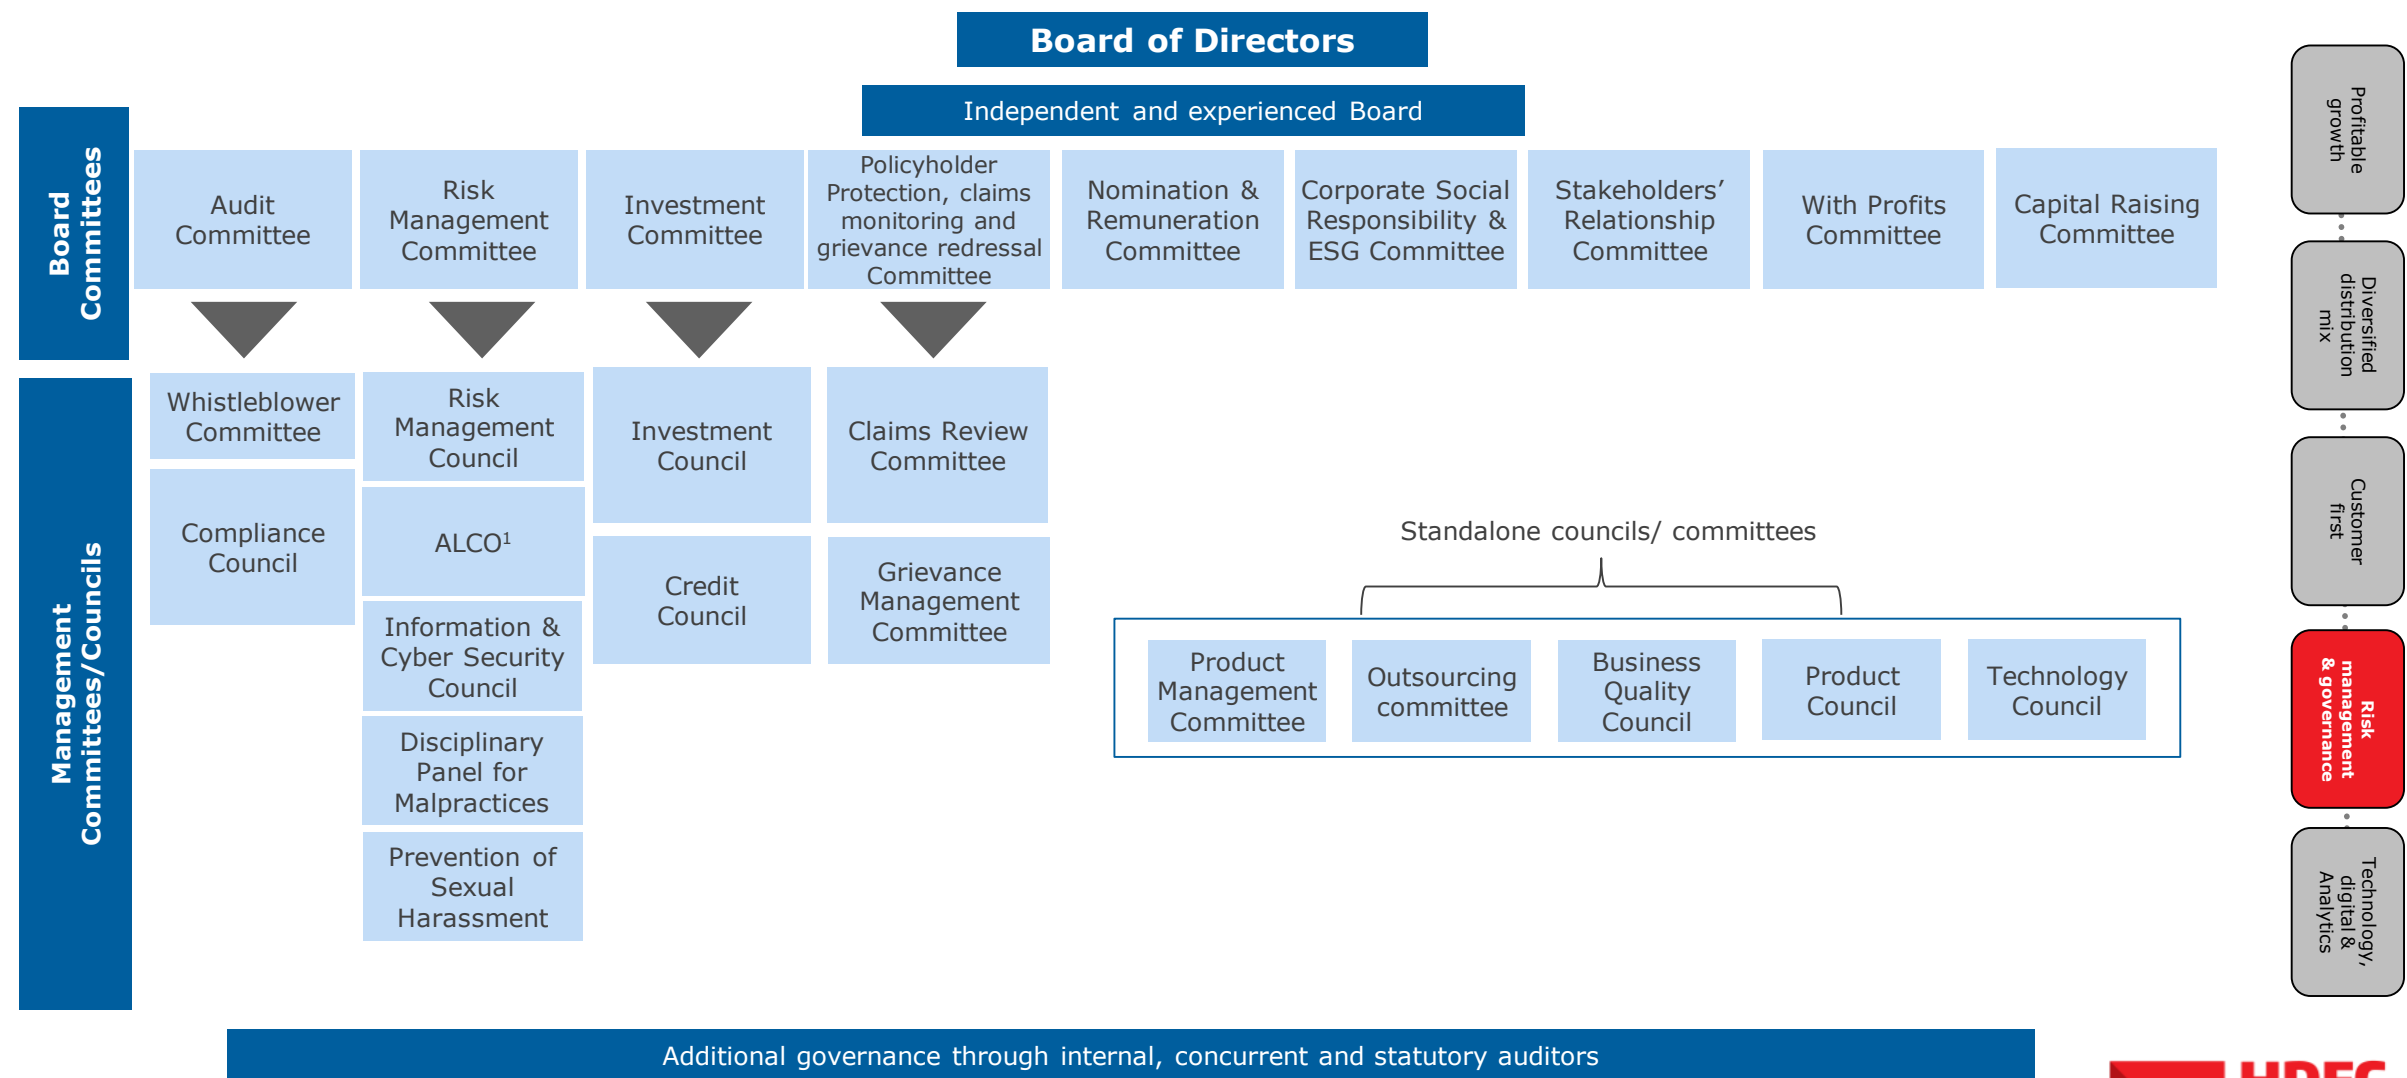 Board of Directors
Independent and experienced Board
Board
Committees
Audit
Committee
Risk
Management
Committee
Investment
Committee
Policyholder
Protection, claims
monitoring and
grievance redressal
Committee
Nomination &
Remuneration
Committee
Corporate Social
Responsibility &
ESG Committee
Stakeholders’
Relationship
Committee
With Profits
Committee
Capital Raising
Committee
Management
Committees/Councils
Whistleblower
Committee
Compliance
Council
Risk
Management
Council
ALCO¹
Information &
Cyber Security
Council
Disciplinary
Panel for
Malpractices
Prevention of
Sexual
Harassment
Investment
Council
Credit
Council
Claims Review
Committee
Grievance
Management
Committee
Standalone councils/ committees
Product
Management
Committee
Outsourcing
committee
Business
Quality
Council
Product
Council
Technology
Council
Additional governance through internal, concurrent and statutory auditors
Profitable
growth
Diversified
distribution
mix
Customer
first
Risk
management
& governance
Technology,
digital &
Analytics
HDFC